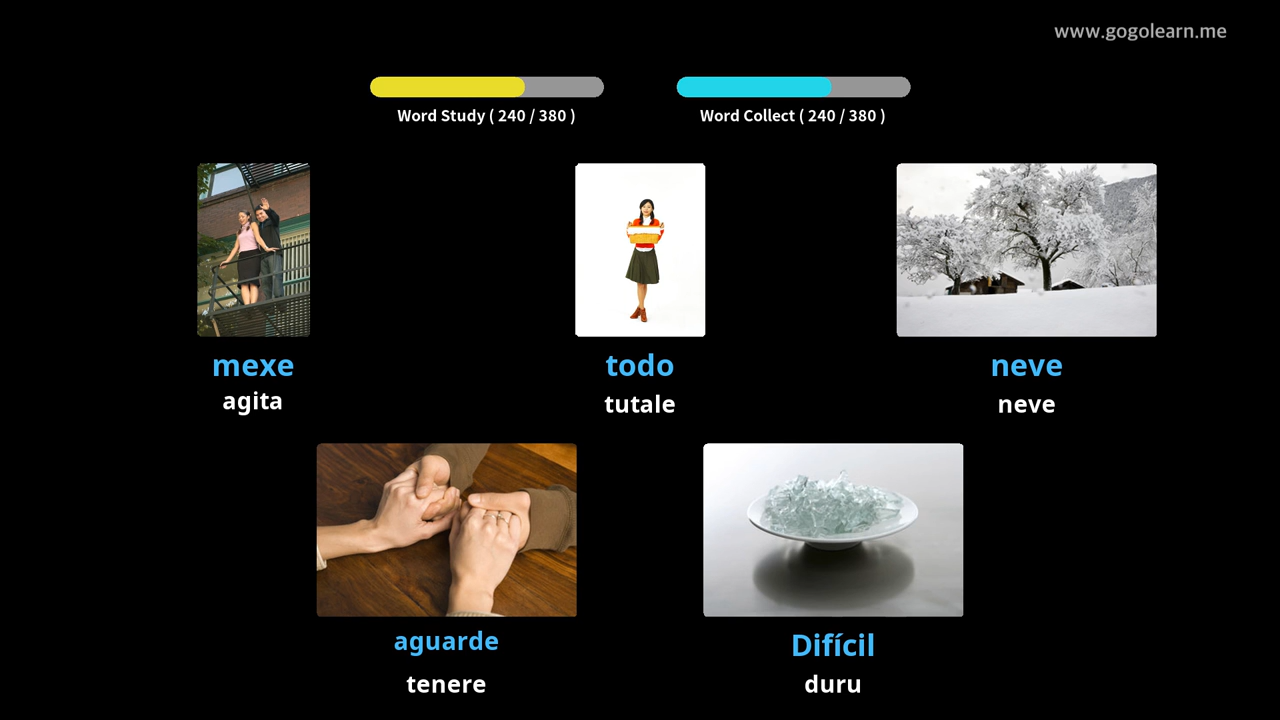 www.gogolearn.me
Word Study ( 240 / 380 )
Word Collect ( 240 / 380 )
mexe
agita
todo
tutale
neve
neve
aguarde
tenere
Difícil
duru